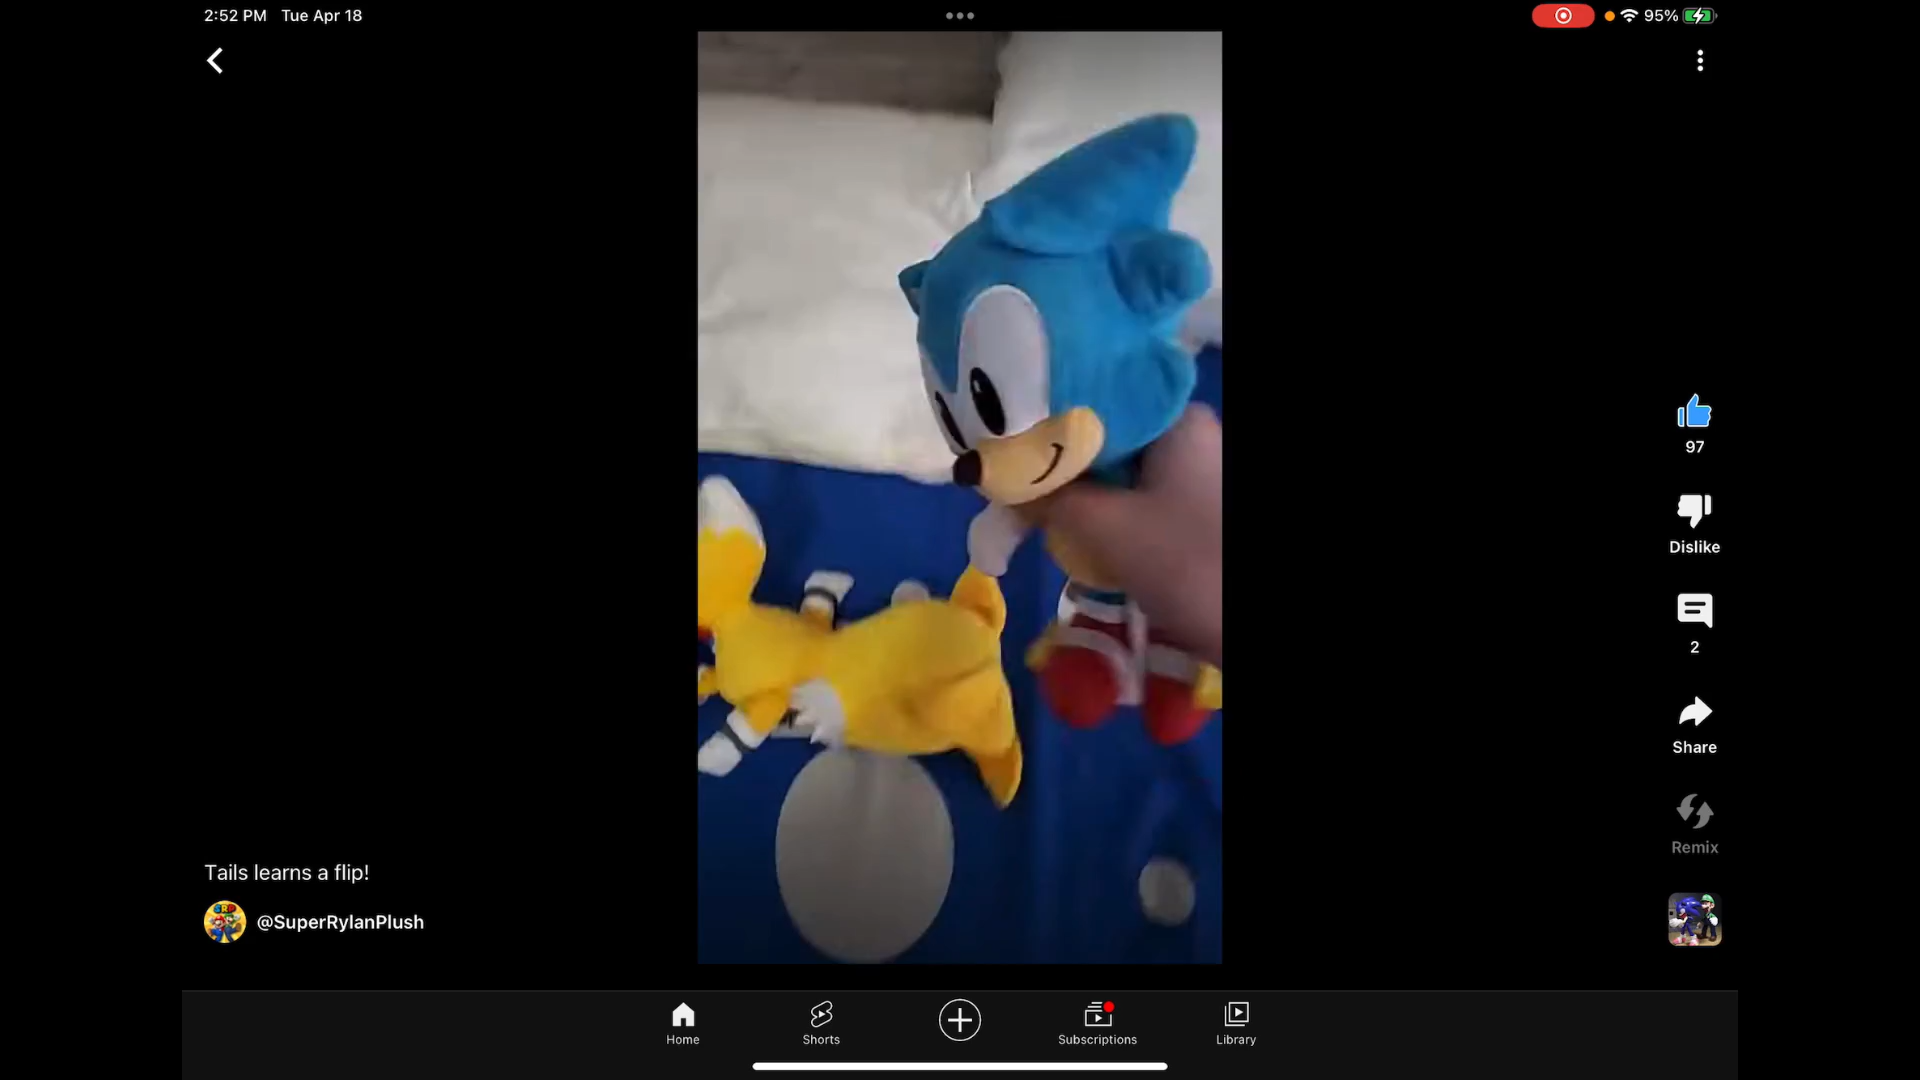 2:52 PM Tue Apr 18
95%
97
Dislike
2
Share
Remix
Tails learns a flip!
@SuperRylanPlush
Home
Shorts
Subscriptions
Library